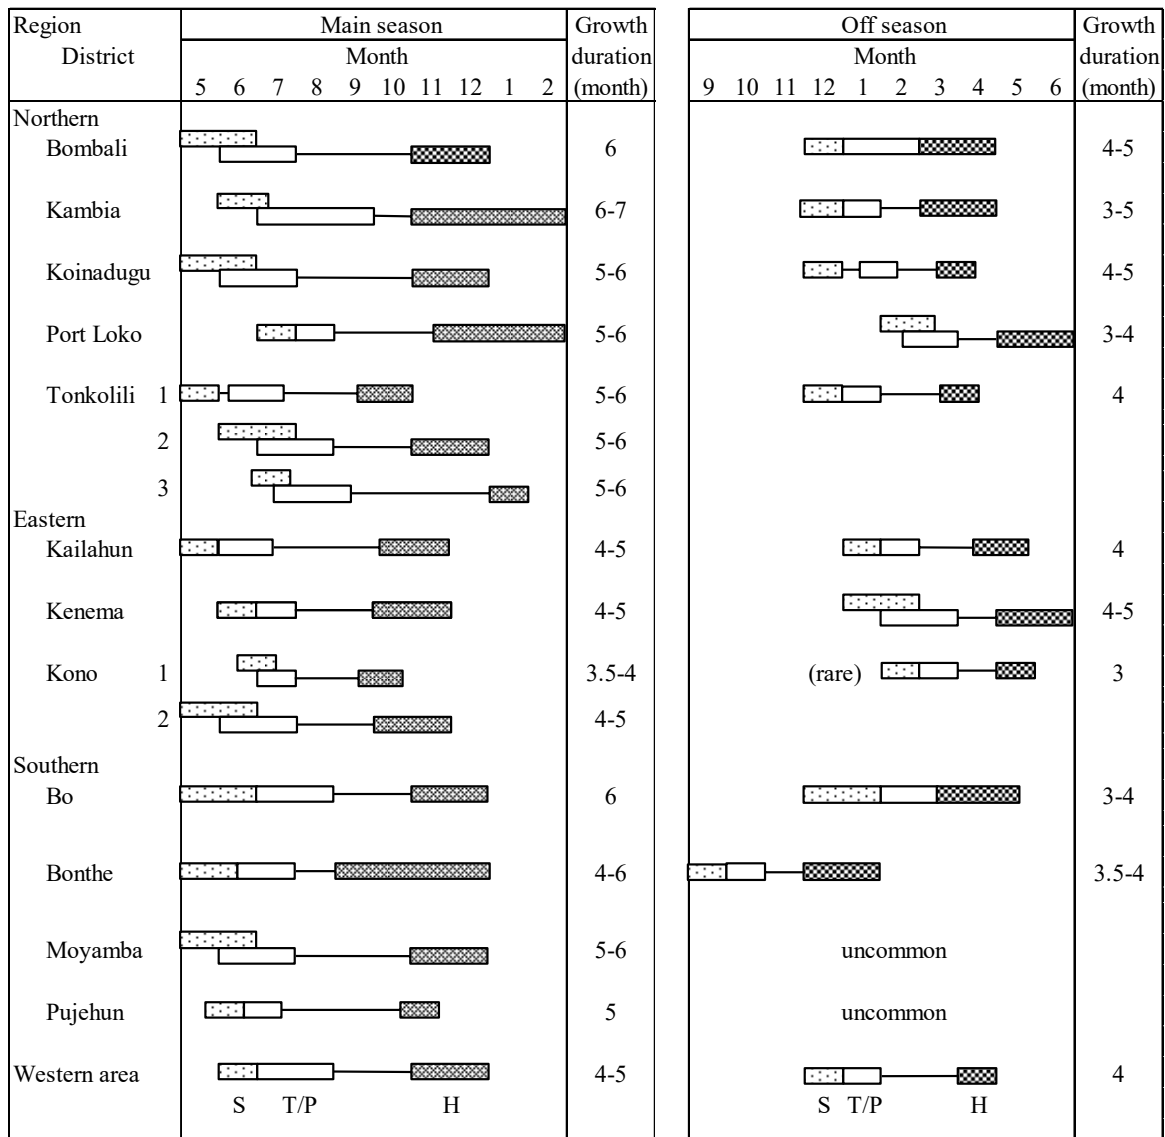 Region Main season Growth Off season Growth
District Month duration Month duration
5 6 7 8 9 10 11 12 1 2 (month) 9 10 11 12 1 2 3 4 5 6 (month)
Northern
Bombali 6 4-5
Kambia 6-7 3-5
Koinadugu 5-6 4-5
Port Loko 5-6 3-4
Tonkolili 1 5-6 4
2 5-6
3 5-6
Eastern
Kailahun 4-5 4
Kenema 4-5 4-5
Kono 1 3.5-4 (rare) 3
2 4-5
Southern
Bo 6 3-4
Bonthe 4-6 3.5-4
Moyamba 5-6 uncommon
Pujehun 5 uncommon
Western area 4-5 4
S T/P H S T/P H